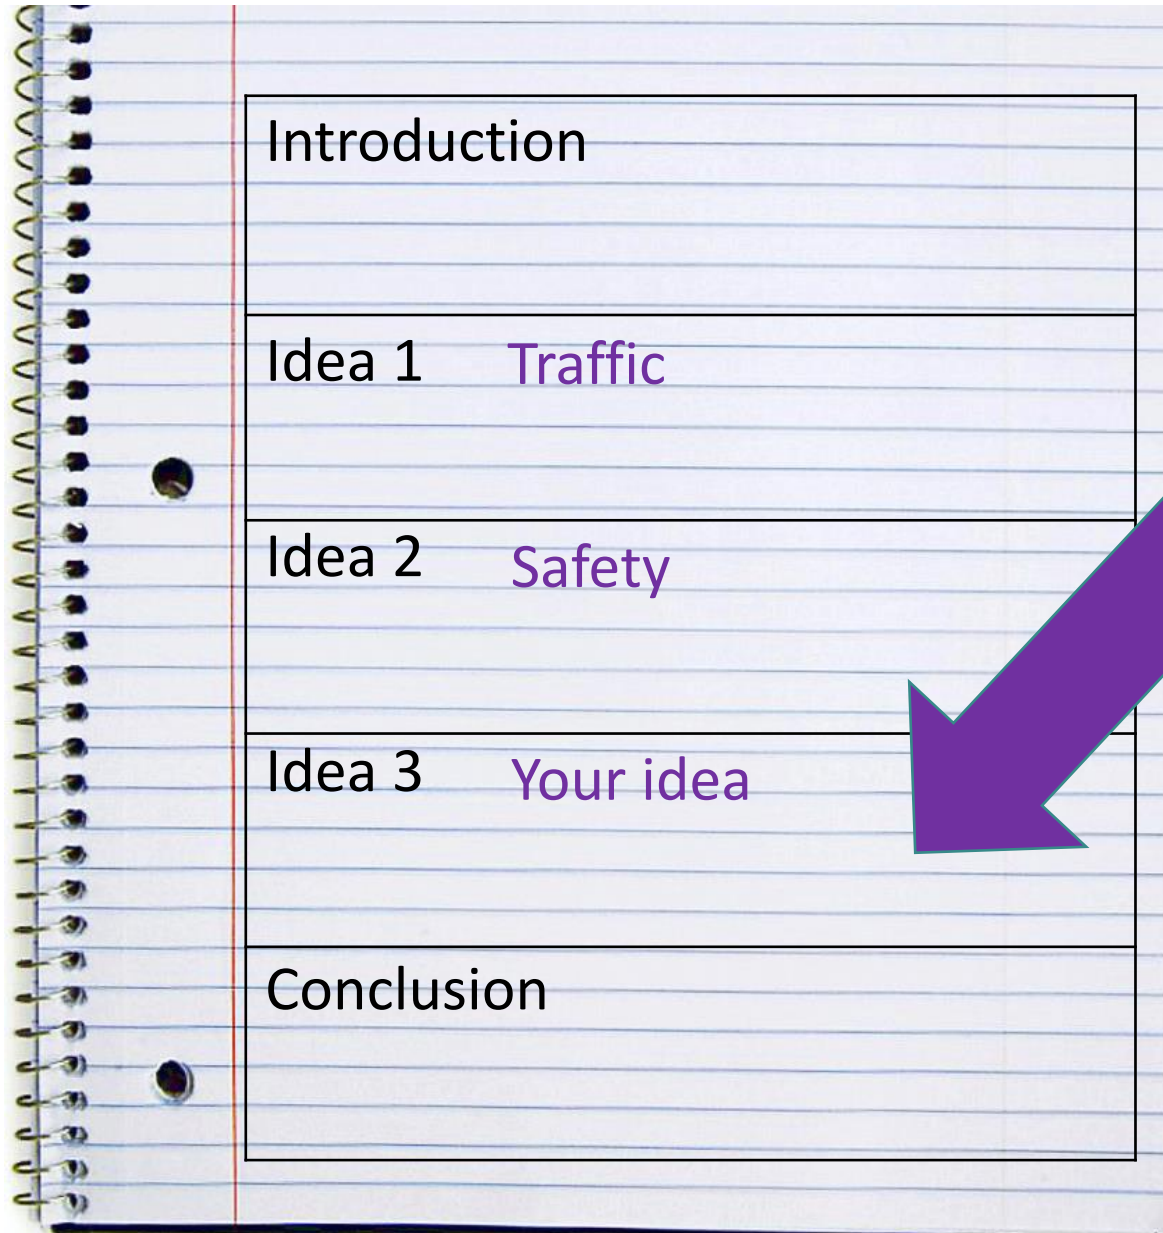 Introduction
Idea 1 Traffic
Idea 2 Safety
Idea 3 Your idea
Conclusion